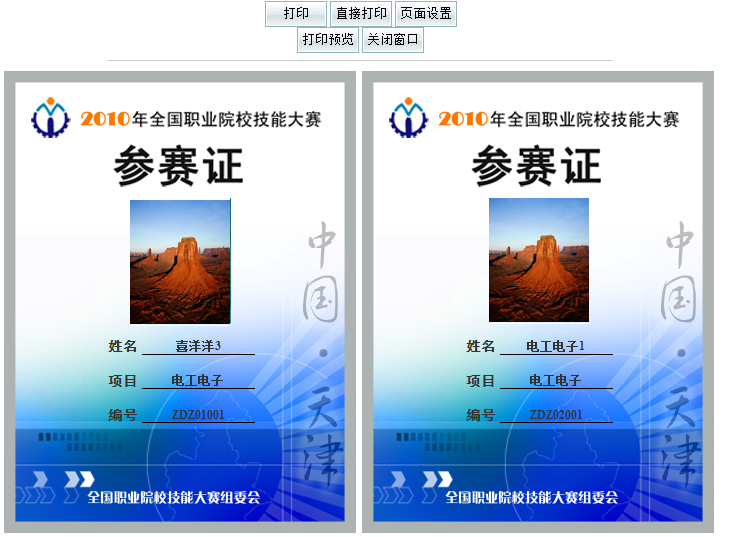 打印 直接打印 页面设置
打印预览 关闭窗口
2010年全国职业院校技能大赛
参赛证
中国·天津
姓名 喜洋洋3
项目 电工电子
编号 ZDZ01001
全国职业院校技能大赛组委会
2010年全国职业院校技能大赛
参赛证
中国·天津
姓名 电工电子1
项目 电工电子
编号 ZDZ02001
全国职业院校技能大赛组委会